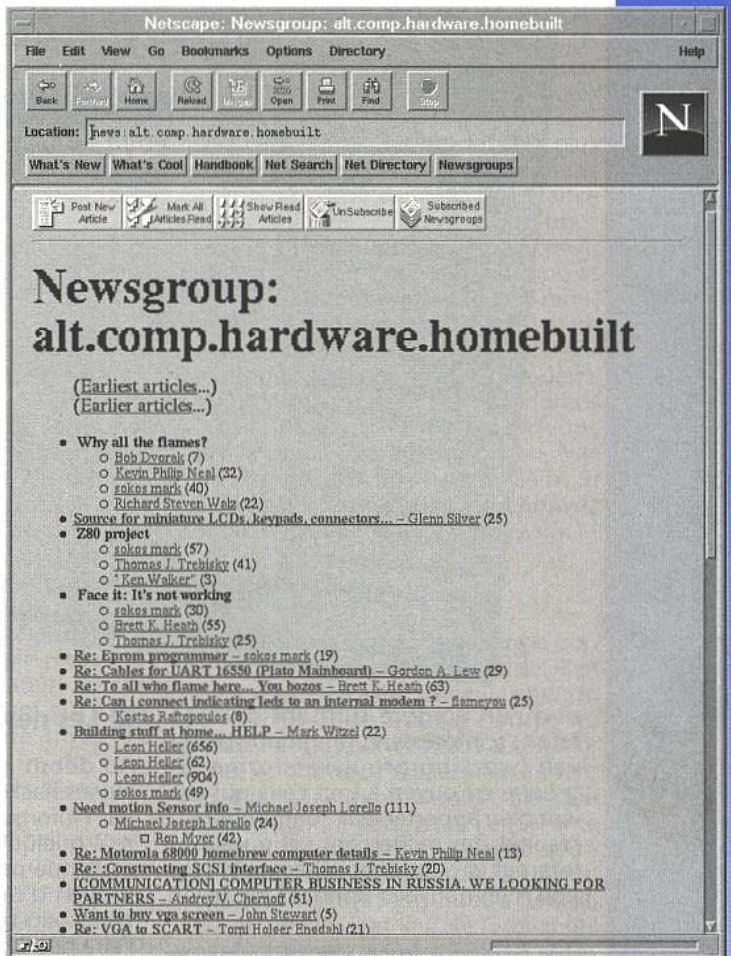 Netscape: Newsgroup: alt.comp.hardware.homebuilt
File Edit View Go Bookmarks Options Directory Help
Back Forward Home Reload Images Open Print Find Stop
Location: news:alt.comp.hardware.homebuilt
N
What's New What's Cool Handbook Net Search Net Directory Newsgroups
Post New Article Mark All Articles Read Show Read Articles UnSubscribe Subscribed Newsgroups
Newsgroup:
alt.comp.hardware.homebuilt
(Earliest articles...)
(Earlier articles...)
Why all the flames?
Bob Dvorak (7)
Kevin Philip Neal (32)
sokos mark (40)
Richard Steven Walz (22)
Source for miniature LCDs, keypads, connectors... – Glenn Silver (25)
Z80 project
sokos mark (57)
Thomas J. Trebisky (41)
"Ken.Walker" (3)
Face it: It's not working
sokos mark (30)
Brett K. Heath (55)
Thomas J. Trebisky (25)
Re: Eprom programmer – sokos mark (19)
Re: Cables for UART 16550 (Plato Mainboard) – Gordon A. Lew (29)
Re: To all who flame here... You bozos – Brett K. Heath (63)
Re: Can i connect indicating leds to an internal modem ? – flameyou (25)
Kostas Raftopoulos (8)
Building stuff at home... HELP – Mark Witzel (22)
Leon Heller (656)
Leon Heller (62)
Leon Heller (904)
sokos mark (49)
Need motion Sensor info – Michael Joseph Lorello (111)
Michael Joseph Lorello (24)
Ron Myer (42)
Re: Motorola 68000 homebrew computer details – Kevin Philip Neal (13)
Re: :Constructing SCSI interface – Thomas J. Trebisky (20)
[COMMUNICATION] COMPUTER BUSINESS IN RUSSIA. WE LOOKING FOR
PARTNERS – Andrey V. Chernoff (51)
Want to buy vga screen – John Stewart (5)
Re: VGA to SCART – Tomi Holger Engdahl (21)